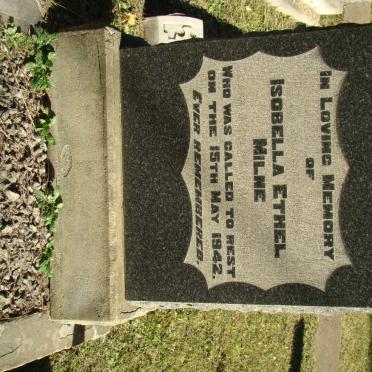 In Loving Memory
of
Isobella Ethel
Milne
Who was called to rest
on the 15th May 1942.
Ever remembered.